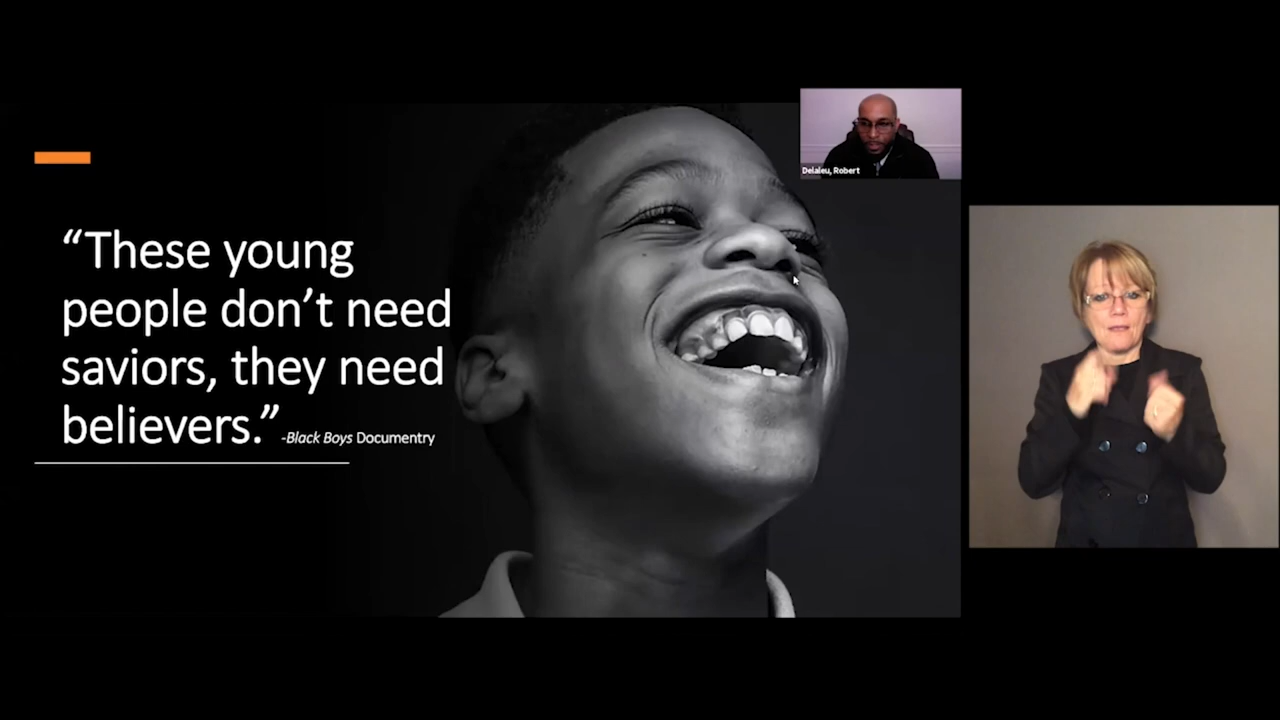 “These young
people don’t need
saviors, they need
believers.” -Black Boys Documentry
Delaleu, Robert